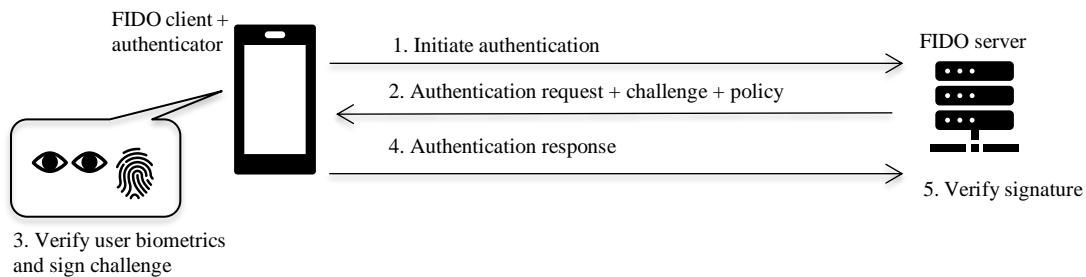 FIDO client +
authenticator
1. Initiate authentication
FIDO server
2. Authentication request + challenge + policy
4. Authentication response
5. Verify signature
3. Verify user biometrics
and sign challenge